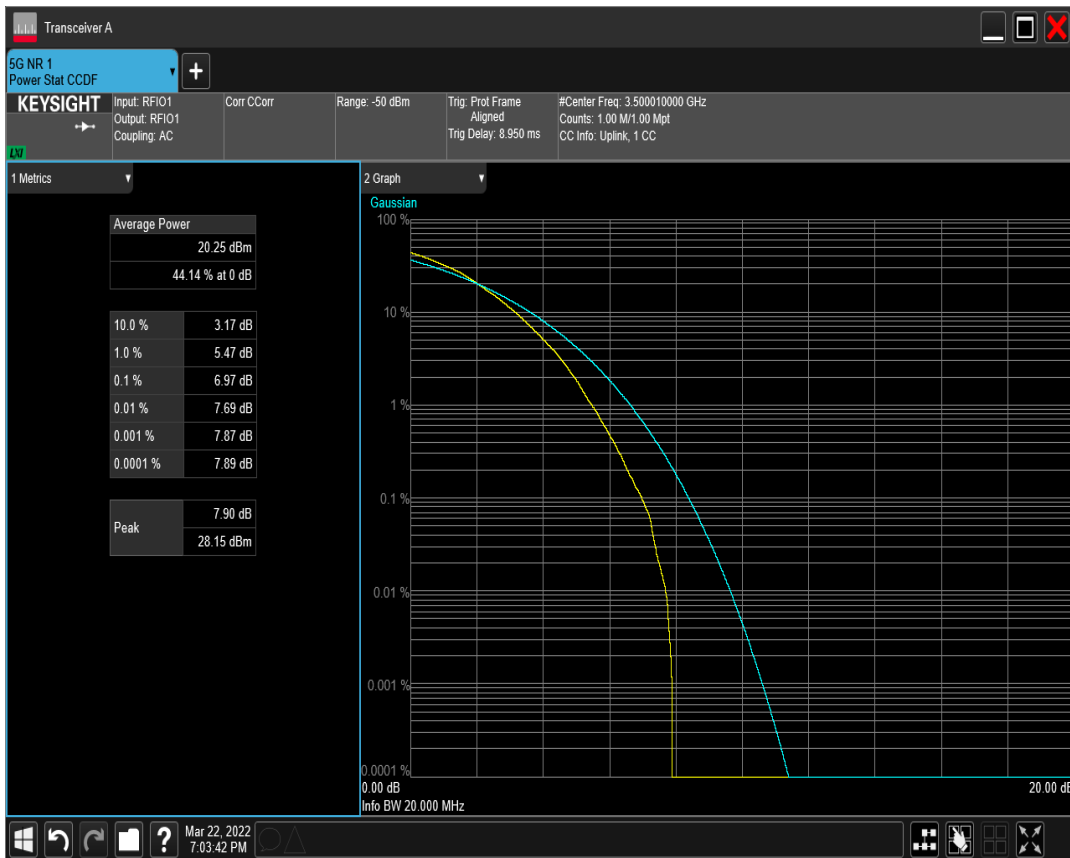 Transceiver A
5G NR 1
Power Stat CCDF
KEYSIGHT
LXI
Input: RFIO1
Output: RFIO1
Coupling: AC
Corr CCorr
Range: -50 dBm
Trig: Prot Frame
Aligned
Trig Delay: 8.950 ms
#Center Freq: 3.500010000 GHz
Counts: 1.00 M/1.00 Mpt
CC Info: Uplink, 1 CC
1 Metrics
Average Power
20.25 dBm
44.14 % at 0 dB
10.0 % 3.17 dB
1.0 % 5.47 dB
0.1 % 6.97 dB
0.01 % 7.69 dB
0.001 % 7.87 dB
0.0001 % 7.89 dB
Peak
7.90 dB
28.15 dBm
2 Graph
Gaussian
100 %
10 %
1 %
0.1 %
0.01 %
0.001 %
0.0001 %
0.00 dB 20.00 dB
Info BW 20.000 MHz
Mar 22, 2022
7:03:42 PM